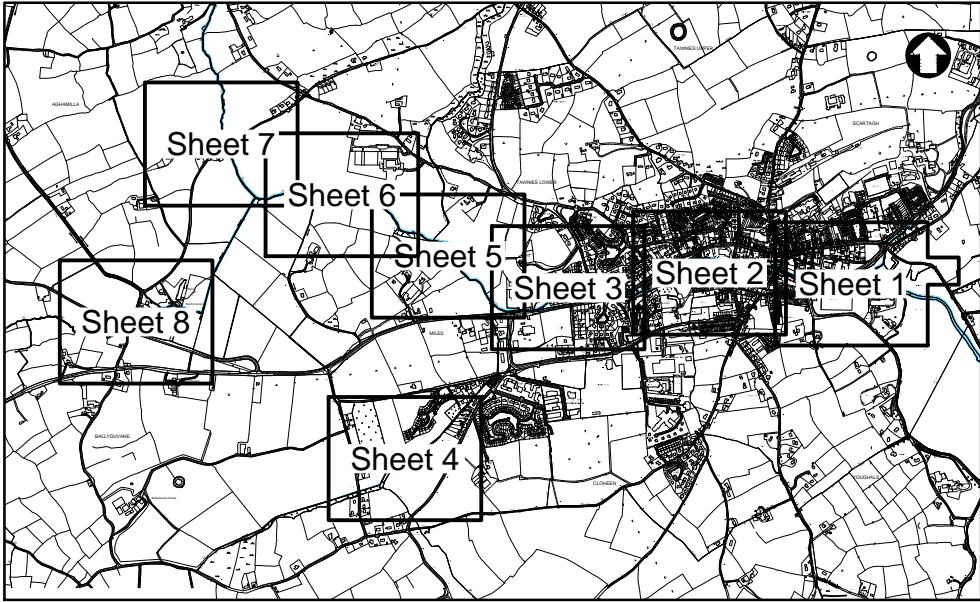 TAWNIES UPPER
AGHAMILLA
SCARTAGH
Sheet 7
TAWNIES LOWER
Sheet 6
Sheet 5
Sheet 2
Sheet 1
Sheet 3
Sheet 8
MILES
BALLYDUVANE
Sheet 4
CLOHEEN
YOUGHALS